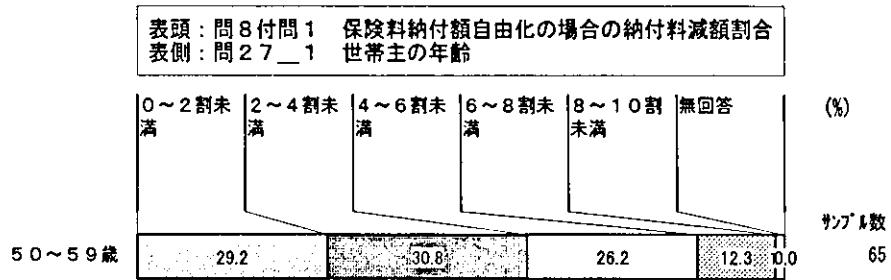 表頭：問8付問1　保険料納付額自由化の場合の納付料減額割合
表側：問27＿1　世帯主の年齢
0～2割未満
2～4割未満
4～6割未満
6～8割未満
8～10割未満
無回答
(%)
ｻﾝﾌﾟﾙ数
50～59歳 29.2 30.8 26.2 12.3 0.0 65